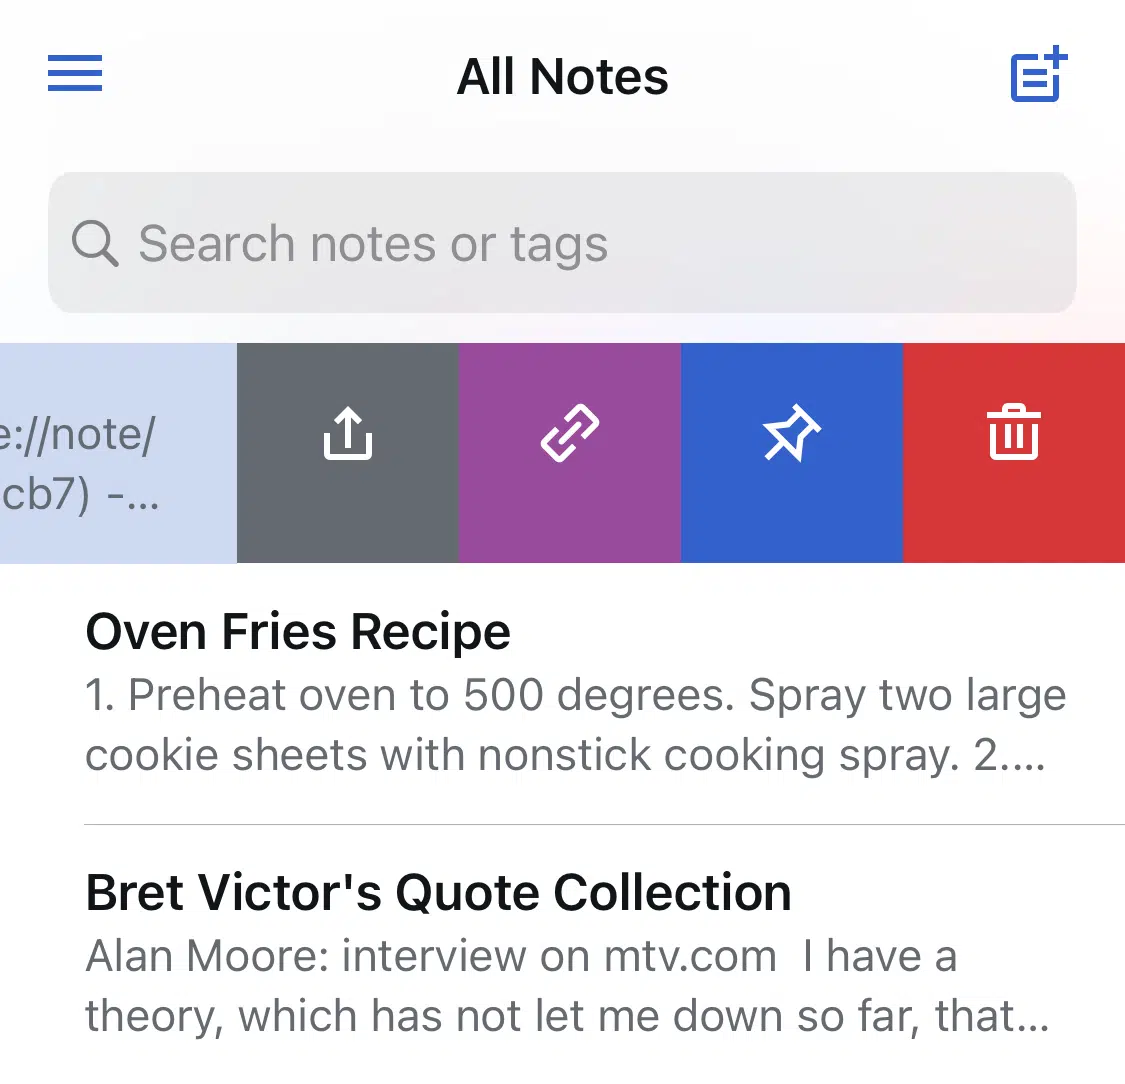 All Notes
Search notes or tags
e://note/
cb7) -...
Oven Fries Recipe
1. Preheat oven to 500 degrees. Spray two large
cookie sheets with nonstick cooking spray. 2....
Bret Victor's Quote Collection
Alan Moore: interview on mtv.com  I have a
theory, which has not let me down so far, that...